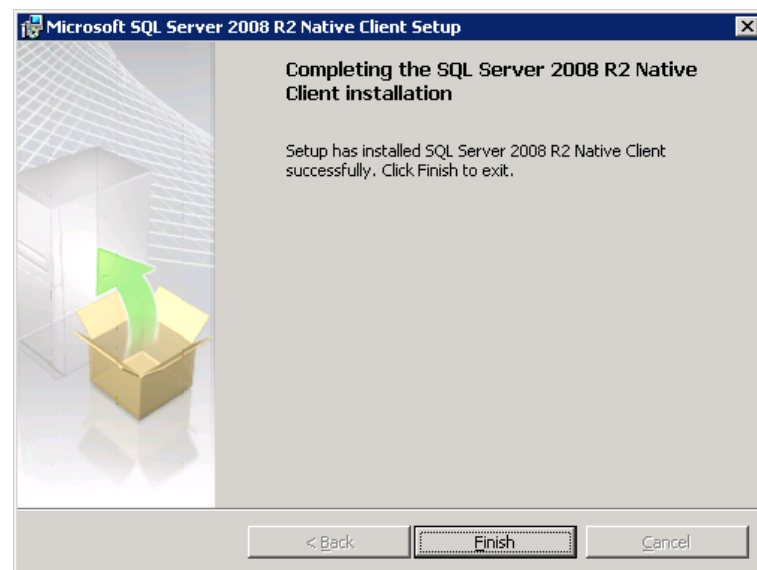 Microsoft SQL Server 2008 R2 Native Client Setup
Completing the SQL Server 2008 R2 Native
Client installation
Setup has installed SQL Server 2008 R2 Native Client
successfully. Click Finish to exit.
< Back
Finish
Cancel